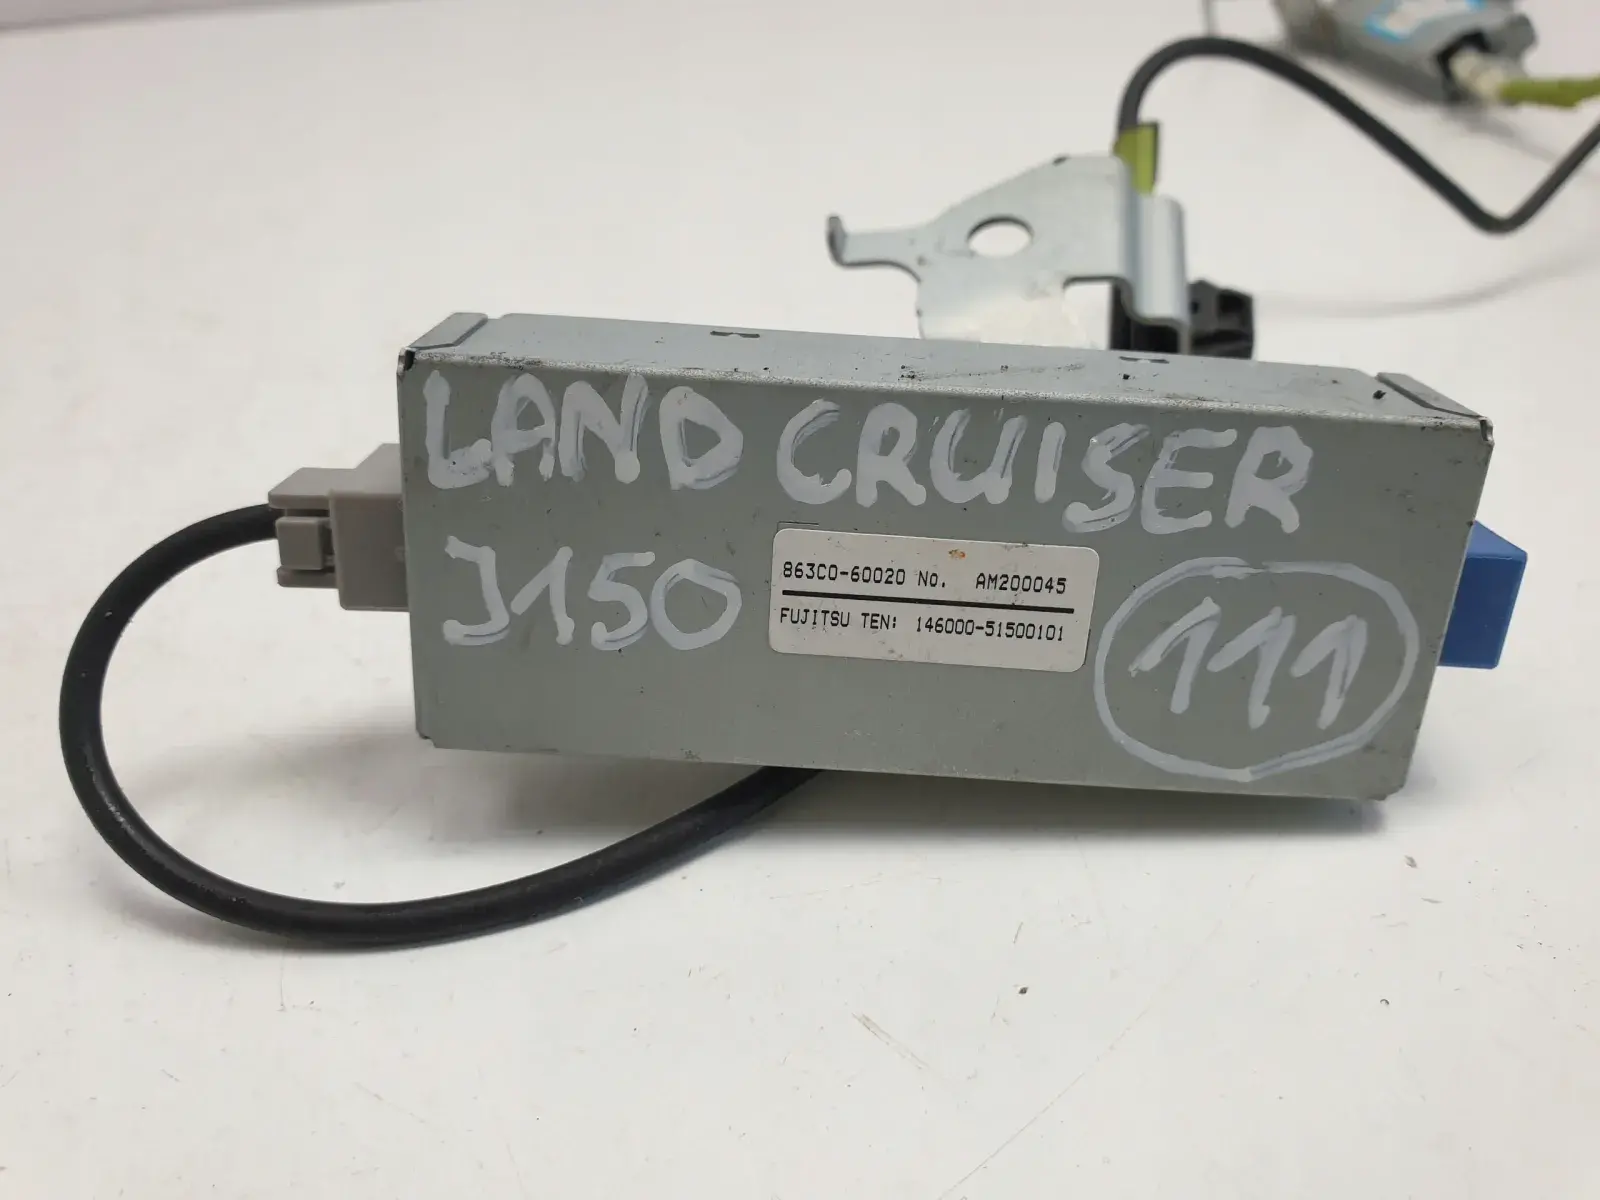 LAND CRUISER
J150
863C0-60020 No. AM200045
FUJITSU TEN: 146000-51500101
111